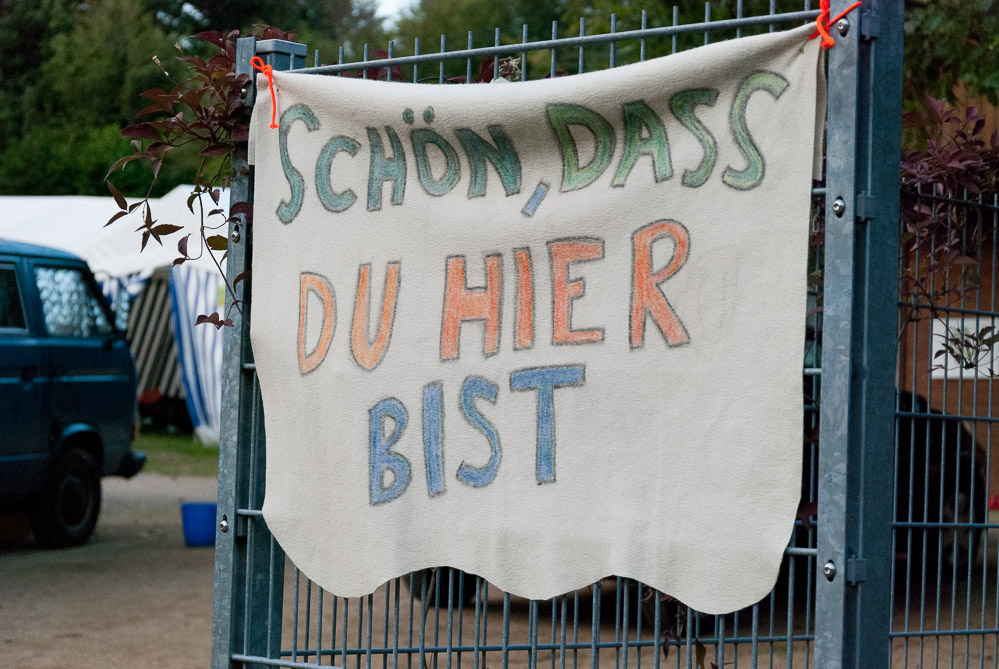 SCHÖN, DASS
DU HIER
BIST